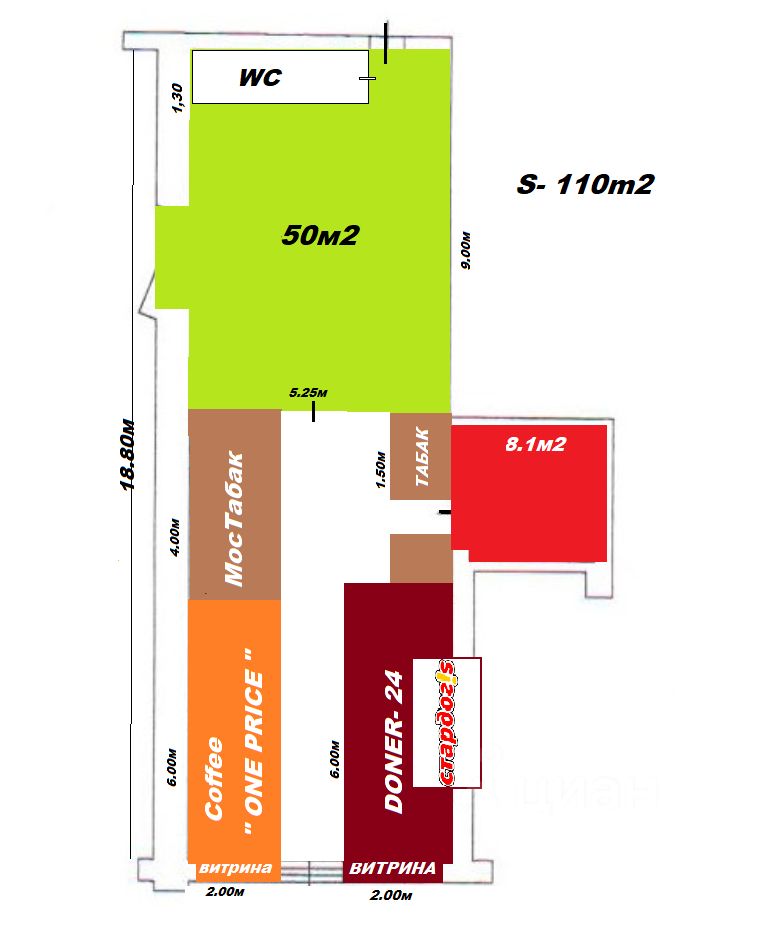 WC
1,30
S- 110m2
50м2
9.00м
5.25м
18.80м
МосТабак
4.00м
1.50м
ТАБАК
8.1м2
Coffee
" ONE PRICE "
6.00м
6.00м
DONER- 24
стардогs
циан
витрина
ВИТРИНА
2.00м
2.00м